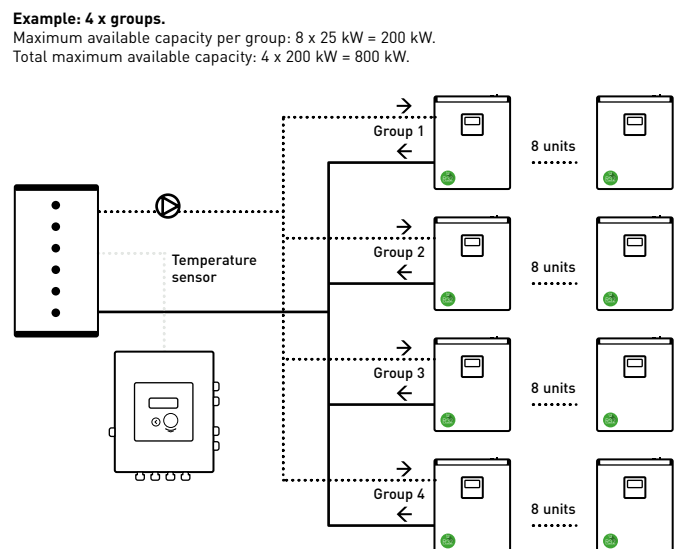 Example: 4 x groups.
Maximum available capacity per group: 8 x 25 kW = 200 kW.
Total maximum available capacity: 4 x 200 kW = 800 kW.
Group 1
8 units
Group 2
8 units
Temperature
sensor
Group 3
8 units
Group 4
8 units